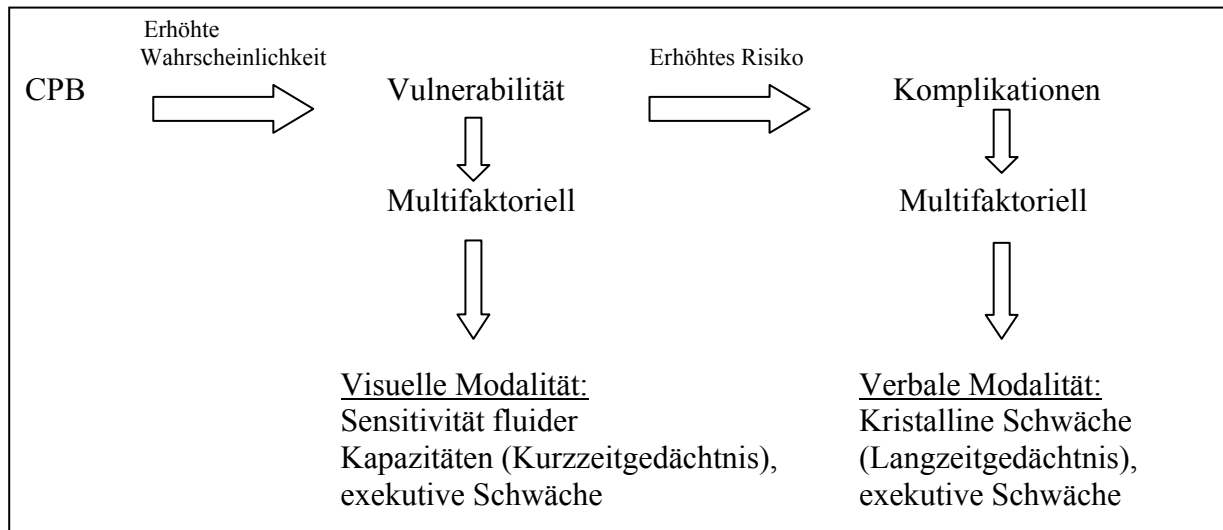 Erhöhte
Wahrscheinlichkeit
Erhöhtes Risiko
CPB
Vulnerabilität
Komplikationen
Multifaktoriell
Multifaktoriell
Visuelle Modalität:
Sensitivität fluider
Kapazitäten (Kurzzeitgedächtnis),
exekutive Schwäche
Verbale Modalität:
Kristalline Schwäche
(Langzeitgedächtnis),
exekutive Schwäche